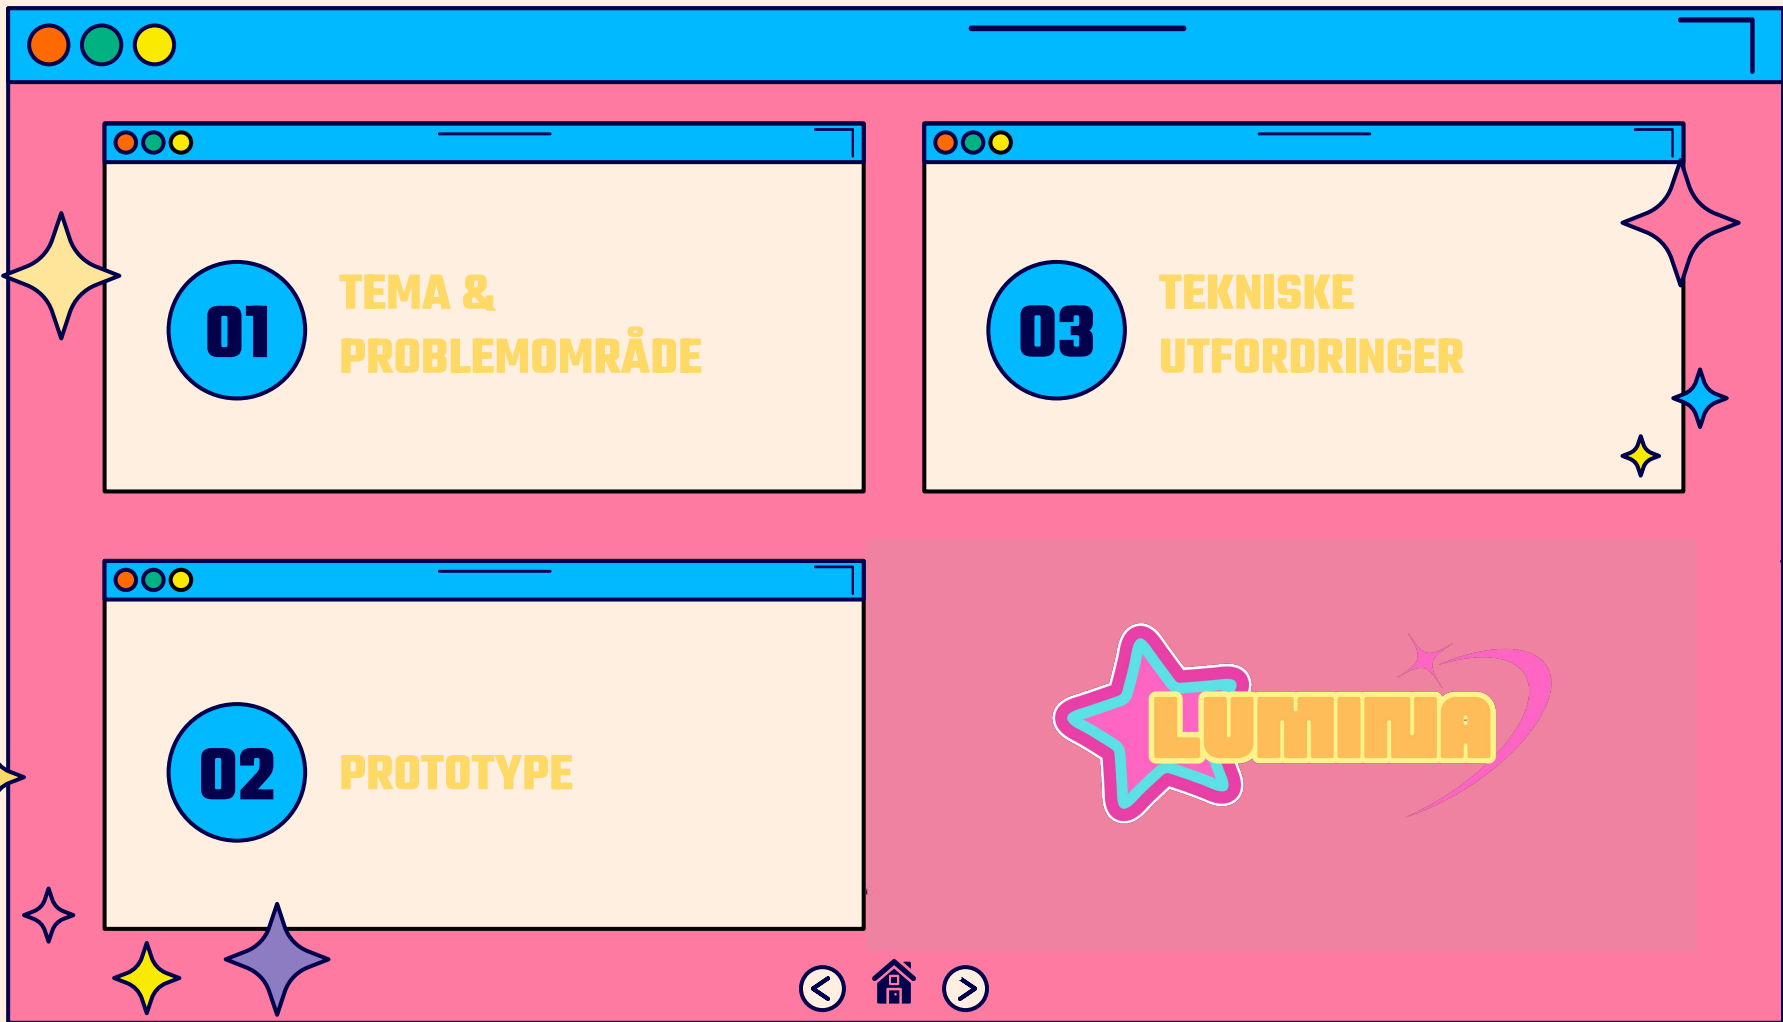 01
TEMA &
PROBLEMOMRÅDE
02
PROTOTYPE
03
TEKNISKE
UTFORDRINGER
LUMINA